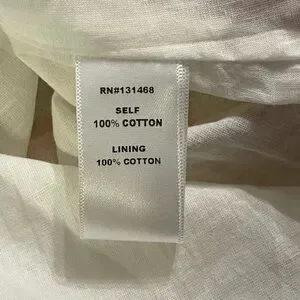 RN#131468
SELF
100% COTTON
LINING
100% COTTON